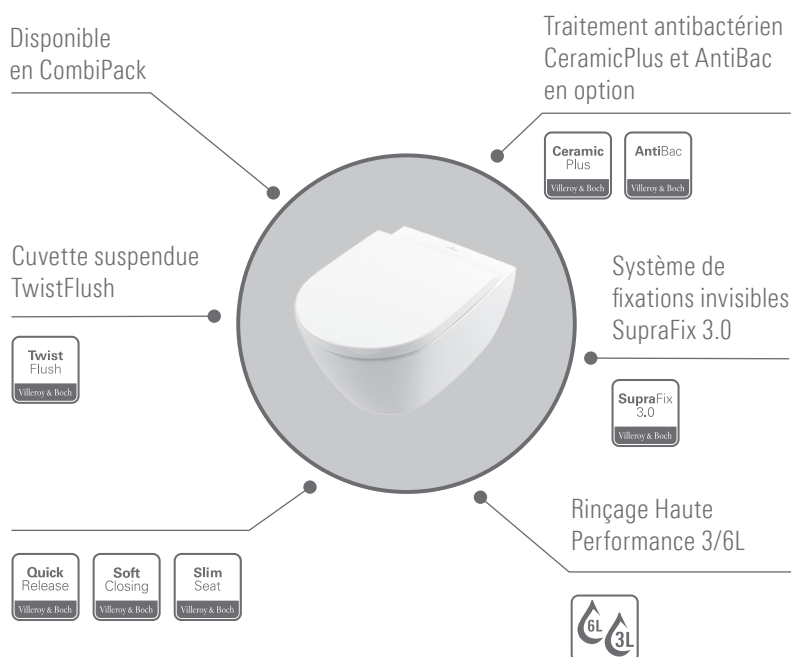 Disponible
en CombiPack
Traitement antibactérien
CeramicPlus et AntiBac
en option
Ceramic
Plus
Villeroy & Boch
AntiBac
Villeroy & Boch
Cuvette suspendue
TwistFlush
Twist
Flush
Villeroy & Boch
Système de
fixations invisibles
SupraFix 3.0
SupraFix
3.0
Villeroy & Boch
Quick
Release
Villeroy & Boch
Soft
Closing
Villeroy & Boch
Slim
Seat
Villeroy & Boch
Rinçage Haute
Performance 3/6L
6L
3L